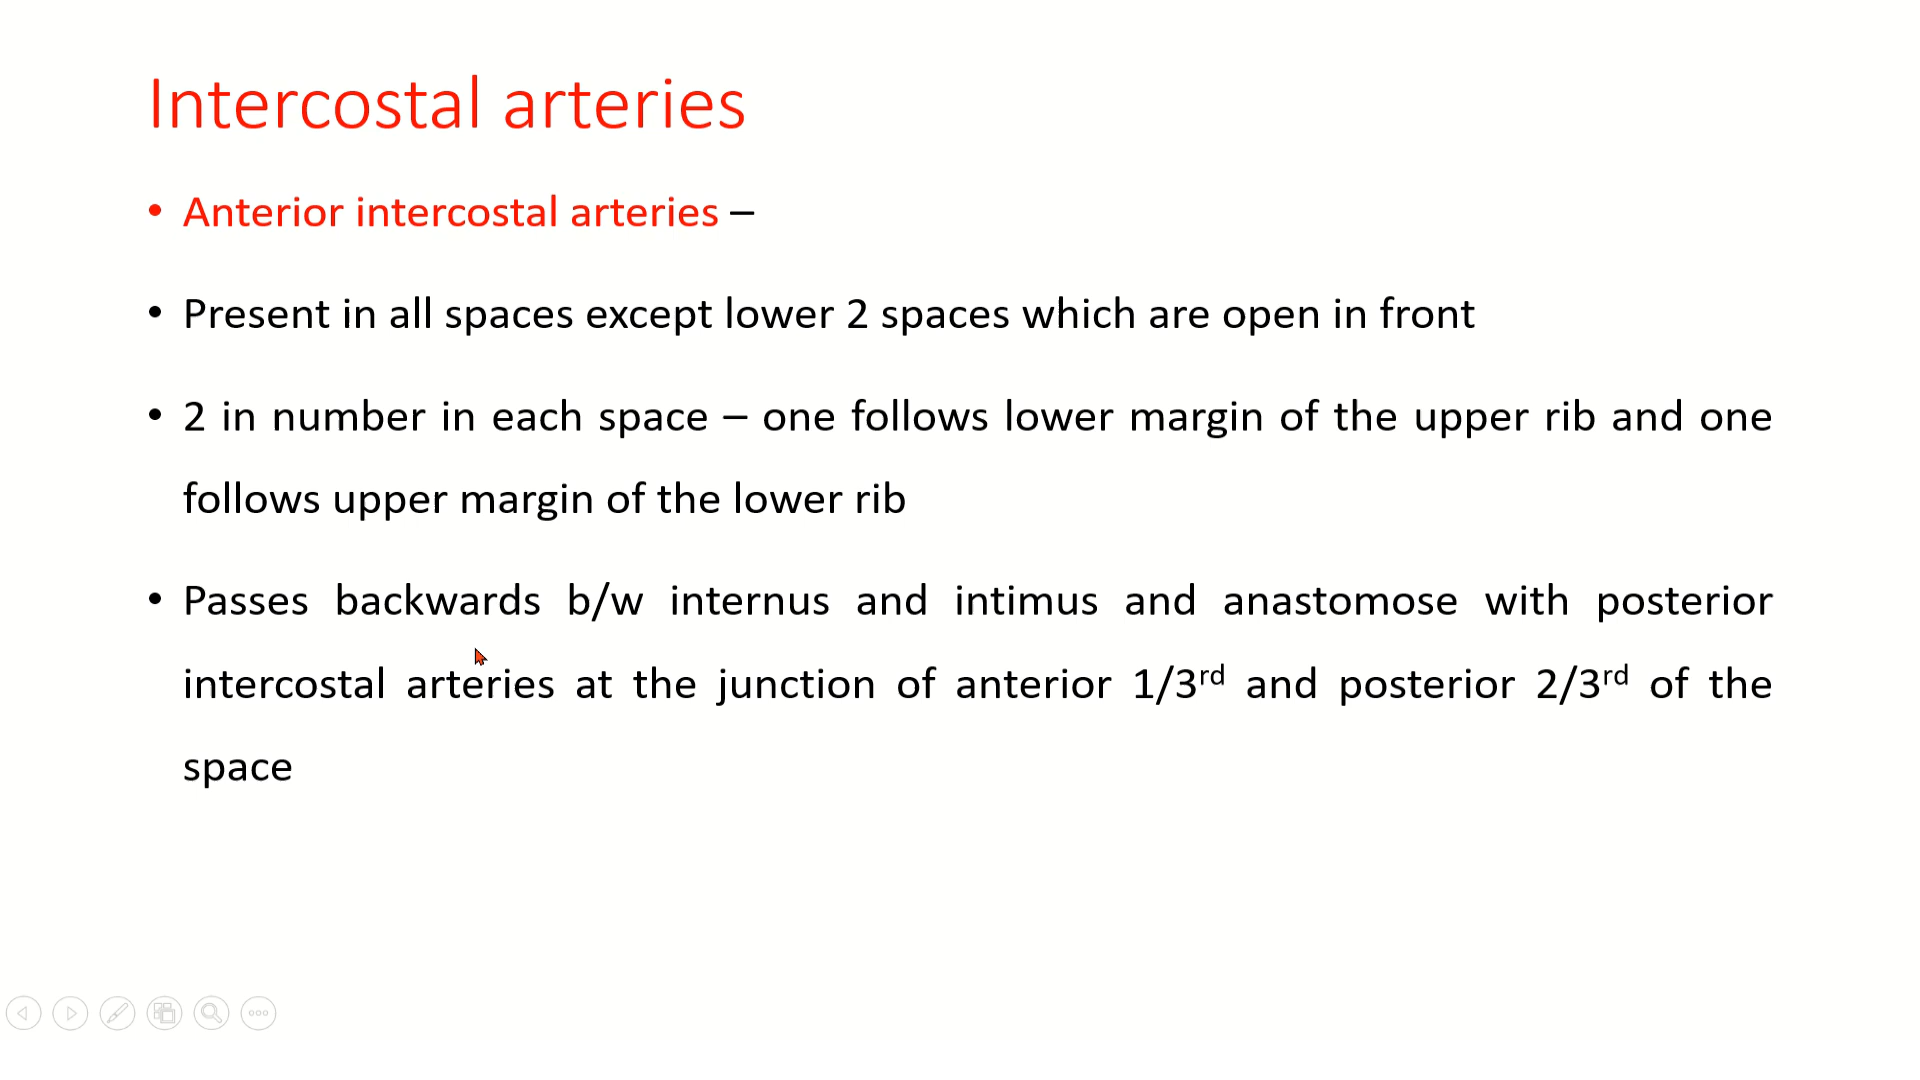 Intercostal arteries
• Anterior intercostal arteries –
• Present in all spaces except lower 2 spaces which are open in front
• 2 in number in each space – one follows lower margin of the upper rib and one
follows upper margin of the lower rib
• Passes backwards b/w internus and intimus and anastomose with posterior
intercostal arteries at the junction of anterior 1/3rd and posterior 2/3rd of the
space